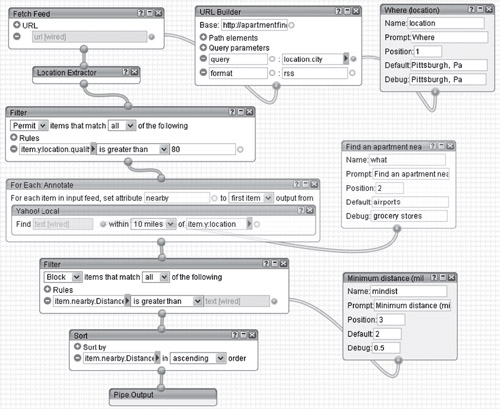 Fetch Feed
URL
url [wired]
URL Builder
Base: http://apartmentfin
Path elements
Query parameters
query : location.city
format : rss
Where (location)
Name: location
Prompt: Where
Position: 1
Default: Pittsburgh, Pa
Debug: Pittsburgh, Pa
Location Extractor
Filter
Permit items that match all of the following
Rules
item.y:location.quality is greater than 80
Find an apartment nea
Name: what
Prompt: Find an apartment nea
Position: 2
Default: airports
Debug: grocery stores
For Each: Annotate
For each item in input feed, set attribute nearby to first item output from
Yahoo! Local
Find text [wired] within 10 miles of item.y:location
Filter
Block items that match all of the following
Rules
item.nearby.Distance is greater than text [wired]
Minimum distance (mil
Name: mindist
Prompt: Minimum distance (mi
Position: 3
Default: 2
Debug: 0.5
Sort
Sort by
item.nearby.Distance in ascending order
Pipe Output